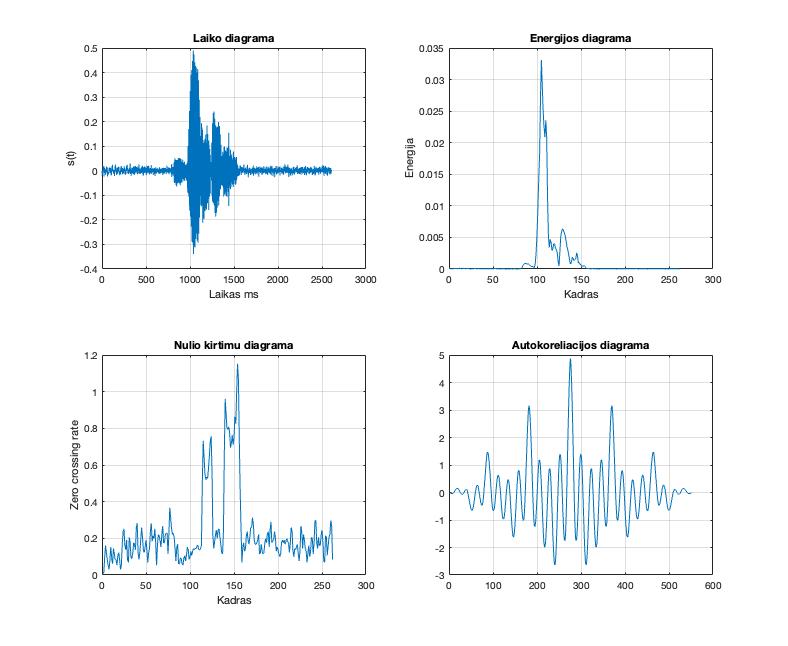 Laiko diagrama
0.5
0.4
0.3
0.2
0.1
0
-0.1
-0.2
-0.3
-0.4
s(t)
0 500 1000 1500 2000 2500 3000
Laikas ms
Energijos diagrama
0.035
0.03
0.025
0.02
0.015
0.01
0.005
0
Energija
0 50 100 150 200 250 300
Kadras
Nulio kirtimu diagrama
1.2
1
0.8
0.6
0.4
0.2
0
Zero crossing rate
0 50 100 150 200 250 300
Kadras
Autokoreliacijos diagrama
5
4
3
2
1
0
-1
-2
-3
0 100 200 300 400 500 600